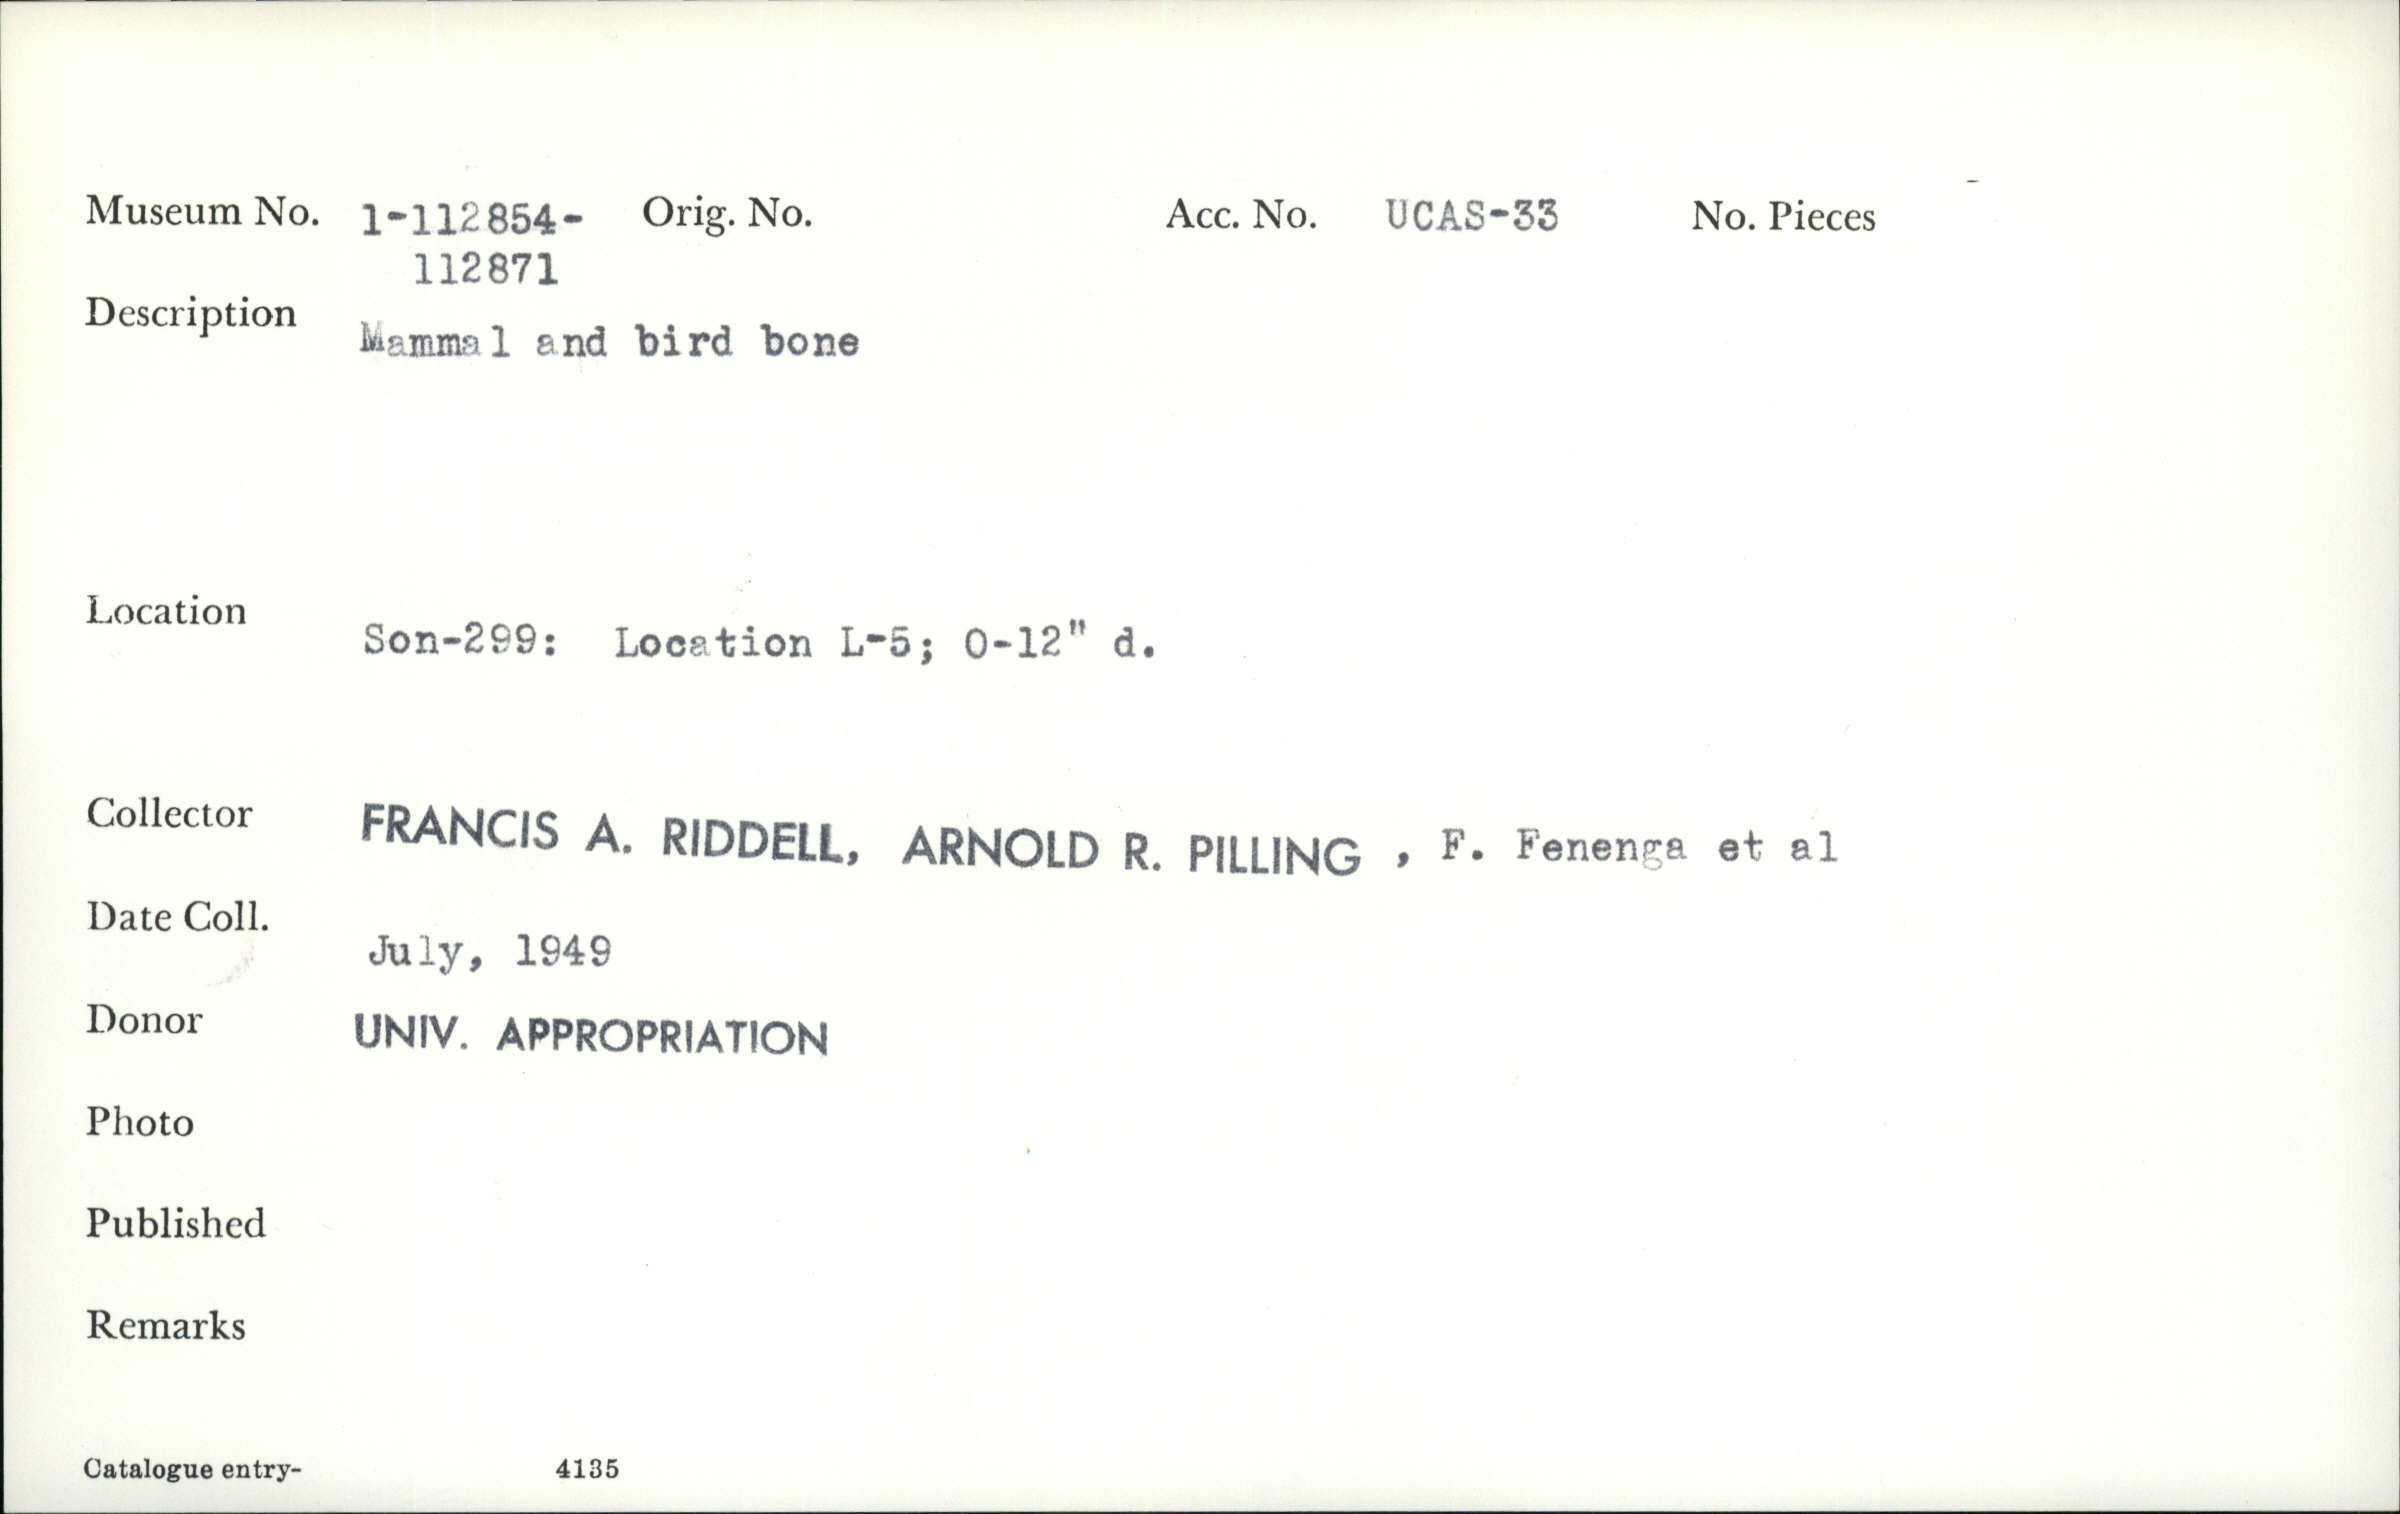 Museum No. 1-112854- Orig. No. Acc. No. UCAS-33 No. Pieces
112871
Description
Mammal and bird bone
Location
Son-299: Location L-5; 0-12" d.
Collector FRANCIS A. RIDDELL, ARNOLD R. PILLING , F. Fenenga et al
Date Coll.
July, 1949
Donor UNIV. APPROPRIATION
Photo
Published
Remarks
Catalogue entry- 4135